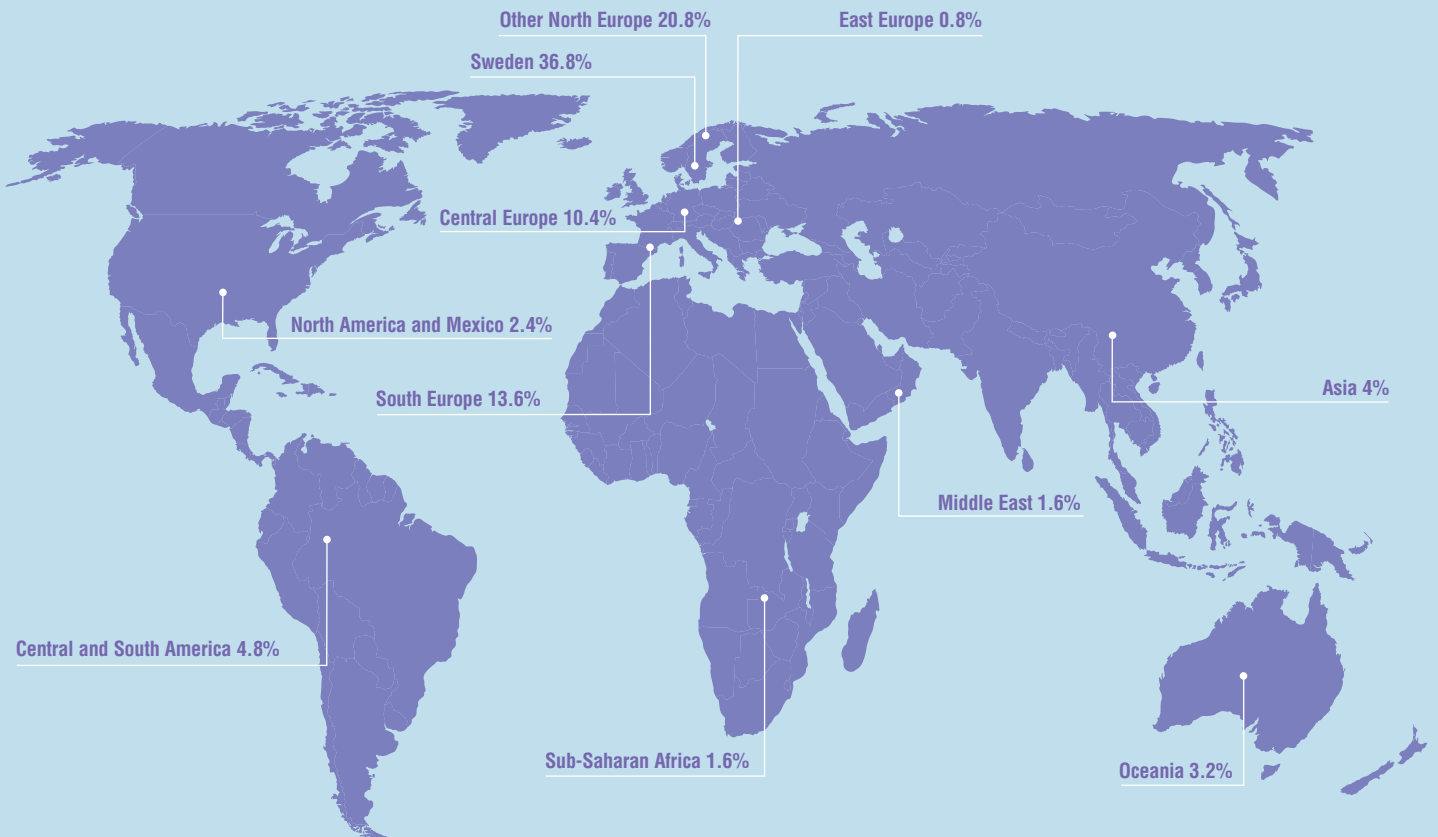 Other North Europe 20.8%
East Europe 0.8%
Sweden 36.8%
Central Europe 10.4%
North America and Mexico 2.4%
South Europe 13.6%
Asia 4%
Middle East 1.6%
Central and South America 4.8%
Sub-Saharan Africa 1.6%
Oceania 3.2%